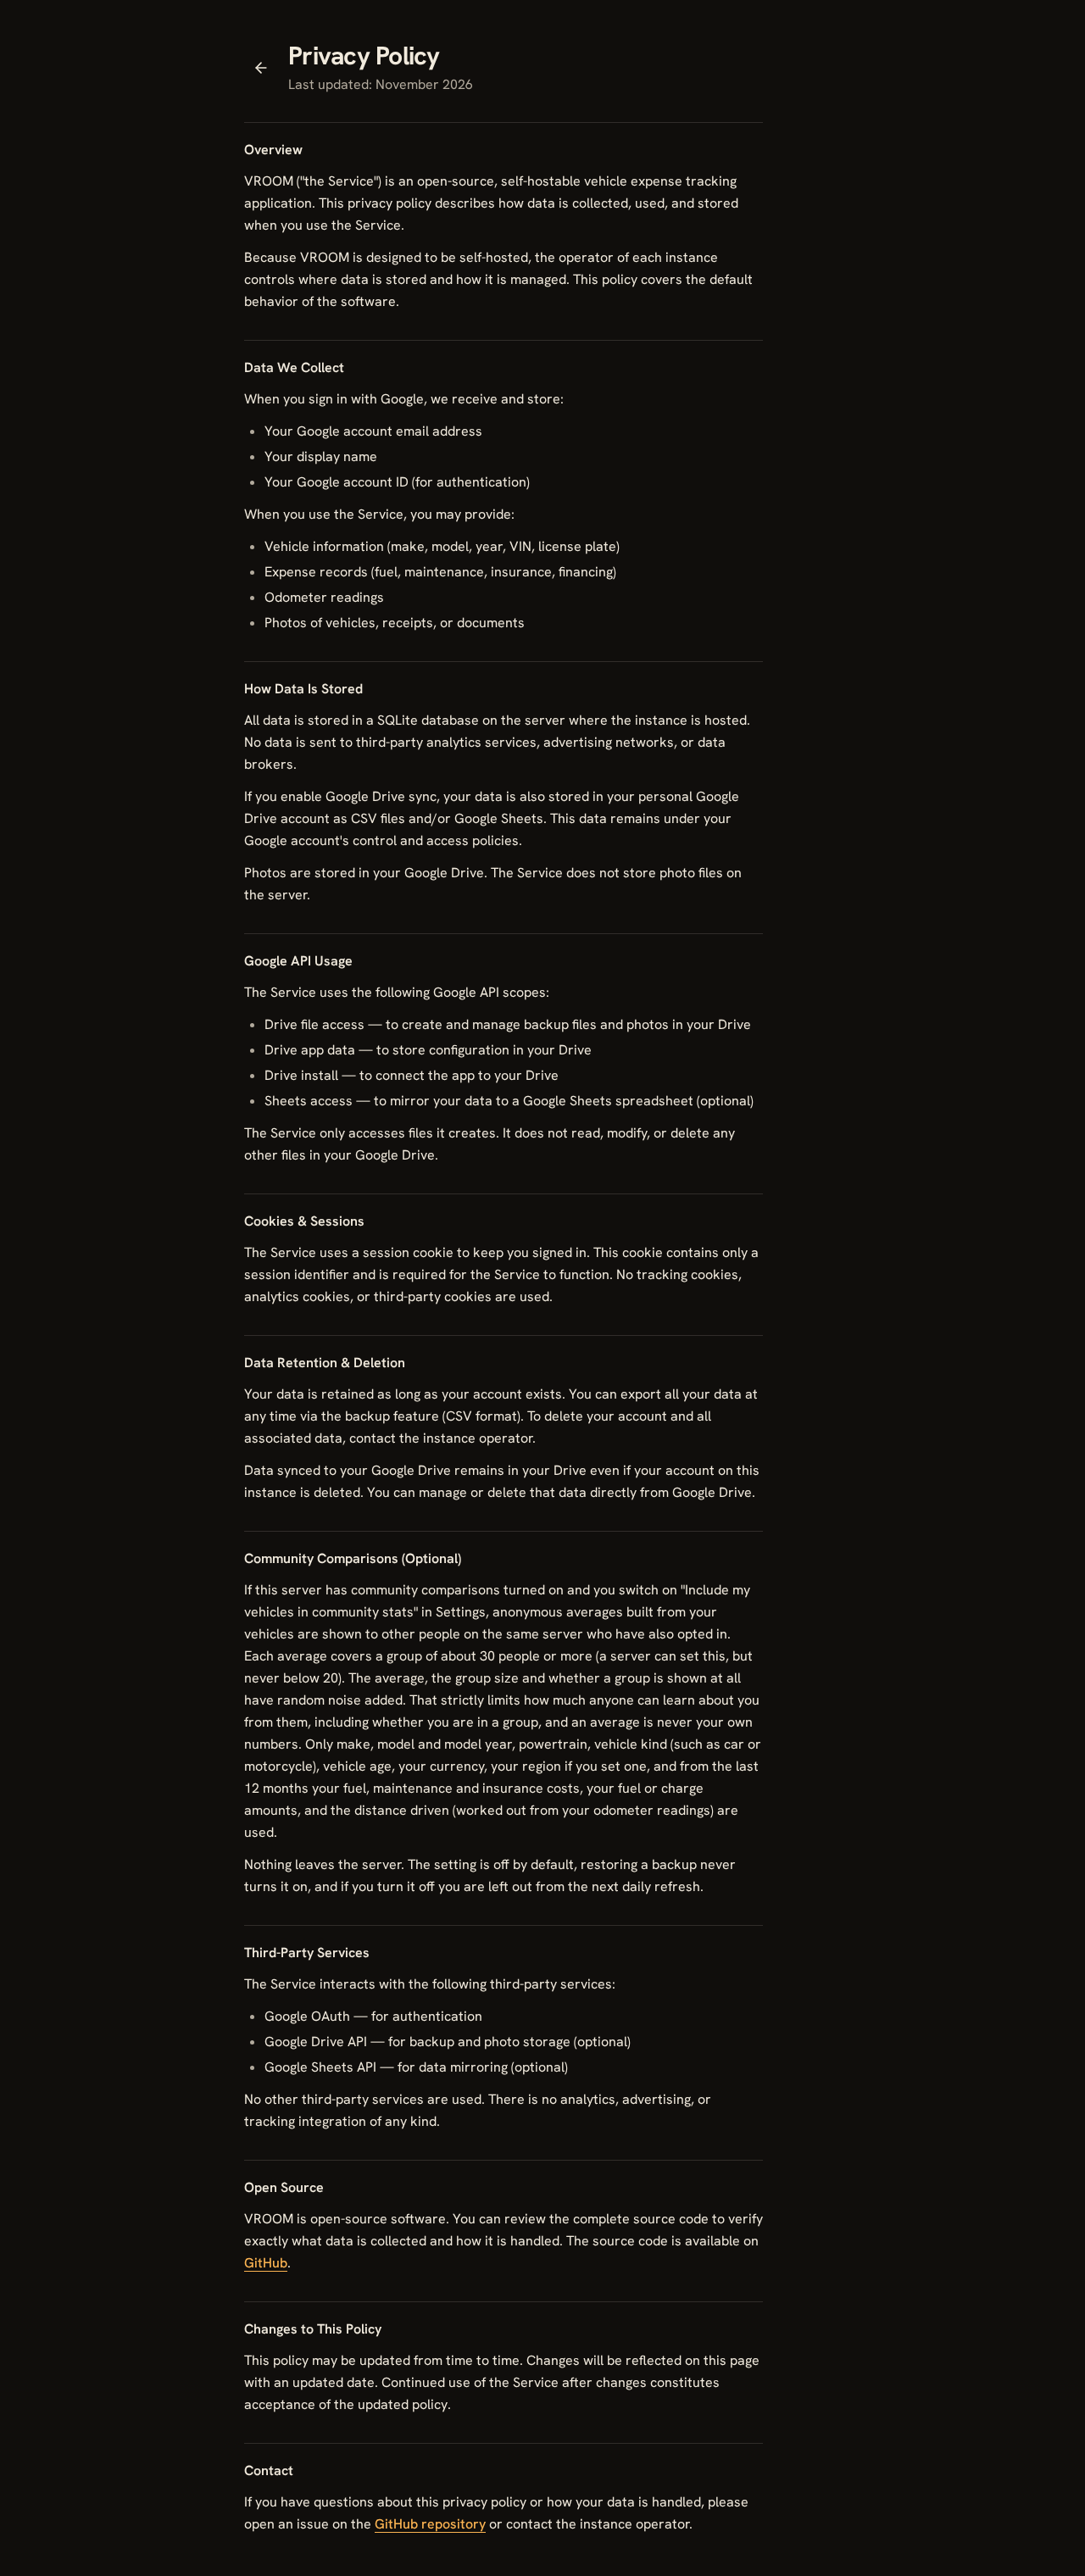 Privacy Policy
Last updated: November 2026
Overview
VROOM ("the Service") is an open-source, self-hostable vehicle expense tracking
application. This privacy policy describes how data is collected, used, and stored
when you use the Service.
Because VROOM is designed to be self-hosted, the operator of each instance
controls where data is stored and how it is managed. This policy covers the default
behavior of the software.
Data We Collect
When you sign in with Google, we receive and store:
• Your Google account email address
• Your display name
• Your Google account ID (for authentication)
When you use the Service, you may provide:
• Vehicle information (make, model, year, VIN, license plate)
• Expense records (fuel, maintenance, insurance, financing)
• Odometer readings
• Photos of vehicles, receipts, or documents
How Data Is Stored
All data is stored in a SQLite database on the server where the instance is hosted.
No data is sent to third-party analytics services, advertising networks, or data
brokers.
If you enable Google Drive sync, your data is also stored in your personal Google
Drive account as CSV files and/or Google Sheets. This data remains under your
Google account's control and access policies.
Photos are stored in your Google Drive. The Service does not store photo files on
the server.
Google API Usage
The Service uses the following Google API scopes:
• Drive file access — to create and manage backup files and photos in your Drive
• Drive app data — to store configuration in your Drive
• Drive install — to connect the app to your Drive
• Sheets access — to mirror your data to a Google Sheets spreadsheet (optional)
The Service only accesses files it creates. It does not read, modify, or delete any
other files in your Google Drive.
Cookies & Sessions
The Service uses a session cookie to keep you signed in. This cookie contains only a
session identifier and is required for the Service to function. No tracking cookies,
analytics cookies, or third-party cookies are used.
Data Retention & Deletion
Your data is retained as long as your account exists. You can export all your data at
any time via the backup feature (CSV format). To delete your account and all
associated data, contact the instance operator.
Data synced to your Google Drive remains in your Drive even if your account on this
instance is deleted. You can manage or delete that data directly from Google Drive.
Community Comparisons (Optional)
If this server has community comparisons turned on and you switch on "Include my
vehicles in community stats" in Settings, anonymous averages built from your
vehicles are shown to other people on the same server who have also opted in.
Each average covers a group of about 30 people or more (a server can set this, but
never below 20). The average, the group size and whether a group is shown at all
have random noise added. That strictly limits how much anyone can learn about you
from them, including whether you are in a group, and an average is never your own
numbers. Only make, model and model year, powertrain, vehicle kind (such as car or
motorcycle), vehicle age, your currency, your region if you set one, and from the last
12 months your fuel, maintenance and insurance costs, your fuel or charge
amounts, and the distance driven (worked out from your odometer readings) are
used.
Nothing leaves the server. The setting is off by default, restoring a backup never
turns it on, and if you turn it off you are left out from the next daily refresh.
Third-Party Services
The Service interacts with the following third-party services:
• Google OAuth — for authentication
• Google Drive API — for backup and photo storage (optional)
• Google Sheets API — for data mirroring (optional)
No other third-party services are used. There is no analytics, advertising, or
tracking integration of any kind.
Open Source
VROOM is open-source software. You can review the complete source code to verify
exactly what data is collected and how it is handled. The source code is available on
GitHub.
Changes to This Policy
This policy may be updated from time to time. Changes will be reflected on this page
with an updated date. Continued use of the Service after changes constitutes
acceptance of the updated policy.
Contact
If you have questions about this privacy policy or how your data is handled, please
open an issue on the GitHub repository or contact the instance operator.